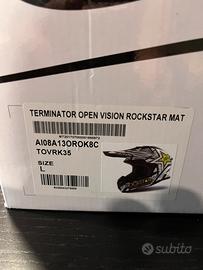 TERMINATOR OPEN VISION ROCKSTAR MAT
AI08A13OROK8C
TOVRK35
SIZE
L
subito